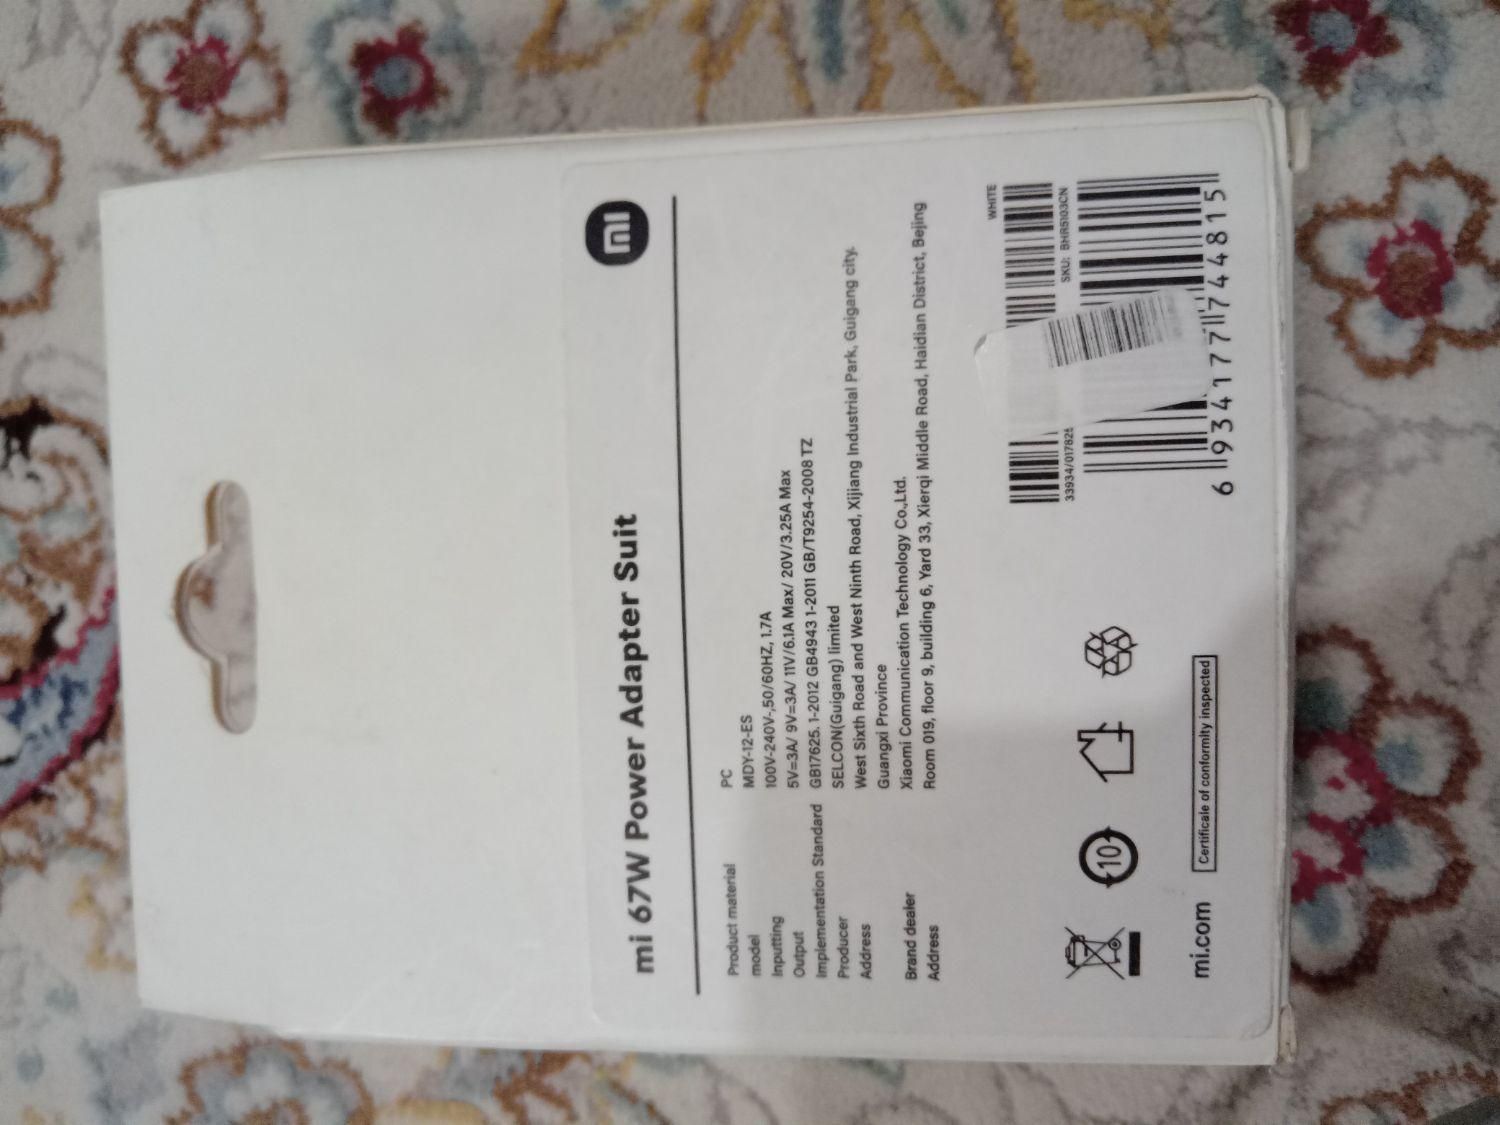 mi 67W Power Adapter Suit
mi
Product material PC
model MDY-12-ES
Inputting 100V-240V~,50/60HZ, 1.7A
Output 5V=3A/ 9V=3A/ 11V/6.1A Max/ 20V/3.25A Max
Implementation Standard GB17625. 1-2012 GB4943 1-2011 GB/T9254-2008 TZ
Producer SELCON(Guigang) limited
Address West Sixth Road and West Ninth Road, Xijiang Industrial Park, Guigang city.
Guangxi Province
Brand dealer Xiaomi Communication Technology Co.,Ltd.
Address Room 019, floor 9, building 6, Yard 33, Xierqi Middle Road, Haidian District, Bejing
WHITE
33934/01782 SKU: BHR5103CN
10
mi.com Certificale of conformity inspected
6 934177 744815